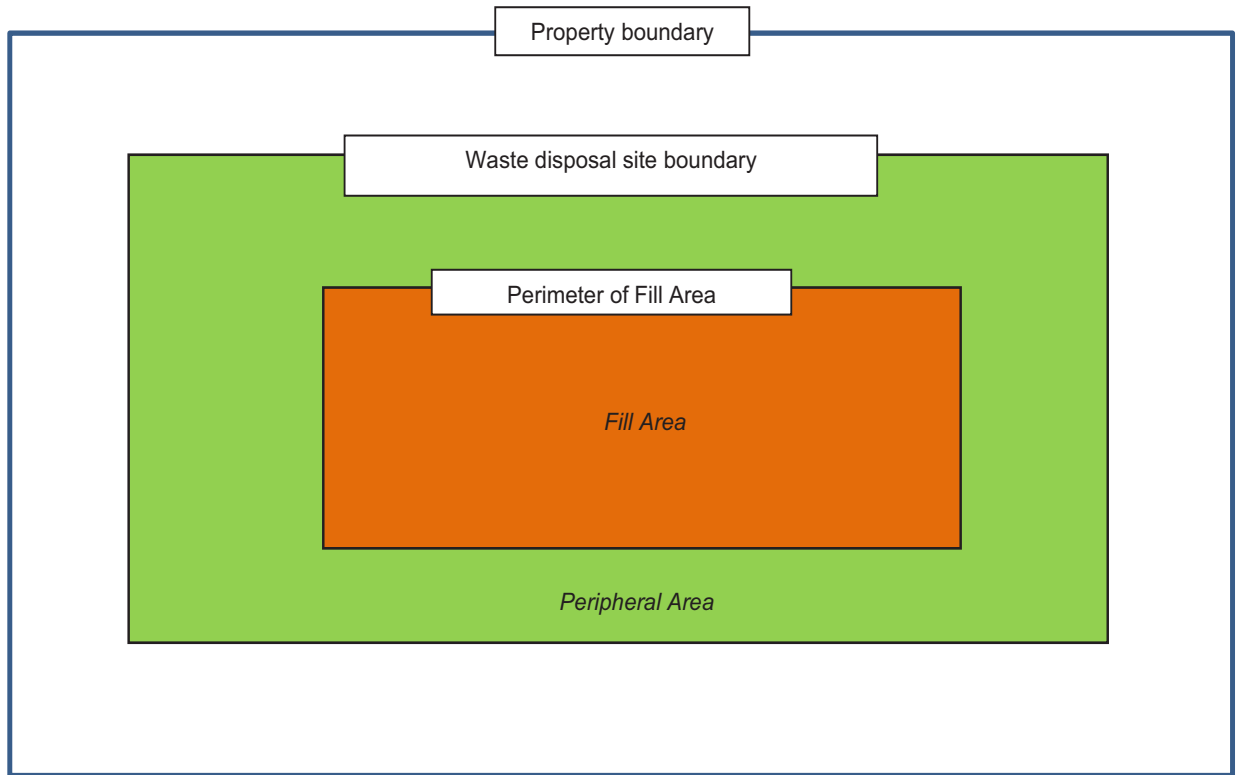 Property boundary
Waste disposal site boundary
Perimeter of Fill Area
Fill Area
Peripheral Area